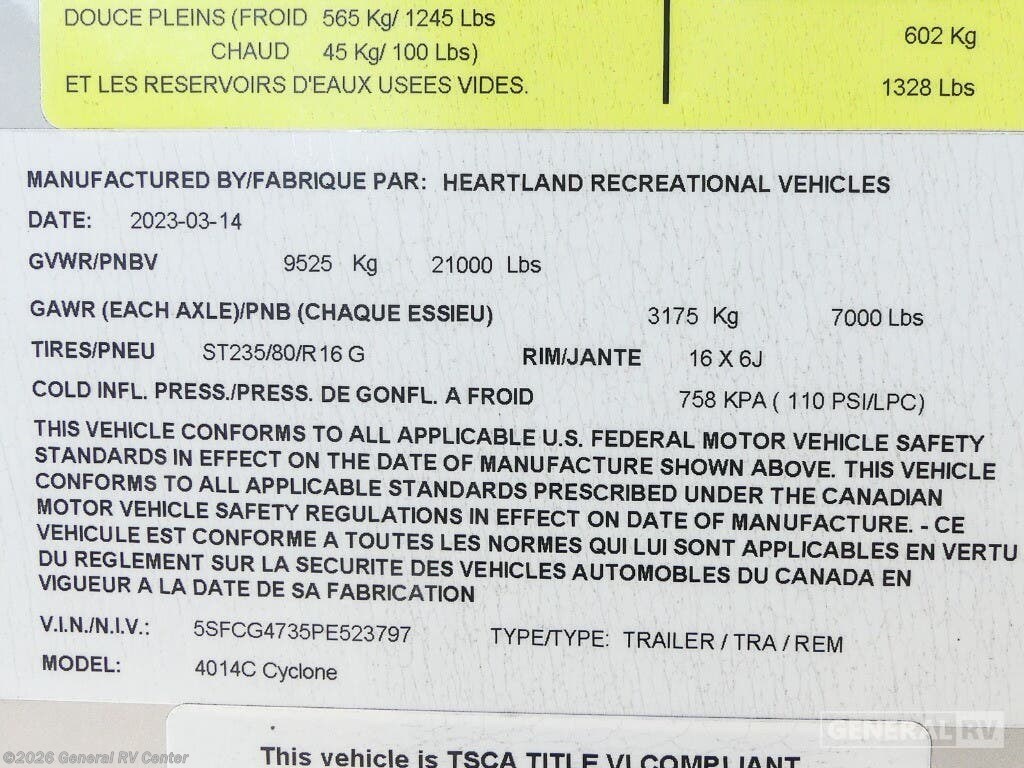 DOUCE PLEINS (FROID 565 Kg/ 1245 Lbs
CHAUD 45 Kg/ 100 Lbs)
602 Kg
ET LES RESERVOIRS D'EAUX USEES VIDES.
1328 Lbs
MANUFACTURED BY/FABRIQUE PAR: HEARTLAND RECREATIONAL VEHICLES
DATE: 2023-03-14
GVWR/PNBV 9525 Kg 21000 Lbs
GAWR (EACH AXLE)/PNB (CHAQUE ESSIEU) 3175 Kg 7000 Lbs
TIRES/PNEU ST235/80/R16 G RIM/JANTE 16 X 6J
COLD INFL. PRESS./PRESS. DE GONFL. A FROID 758 KPA ( 110 PSI/LPC)
THIS VEHICLE CONFORMS TO ALL APPLICABLE U.S. FEDERAL MOTOR VEHICLE SAFETY
STANDARDS IN EFFECT ON THE DATE OF MANUFACTURE SHOWN ABOVE. THIS VEHICLE
CONFORMS TO ALL APPLICABLE STANDARDS PRESCRIBED UNDER THE CANADIAN
MOTOR VEHICLE SAFETY REGULATIONS IN EFFECT ON DATE OF MANUFACTURE. - CE
VEHICULE EST CONFORME A TOUTES LES NORMES QUI LUI SONT APPLICABLES EN VERTU
DU REGLEMENT SUR LA SECURITE DES VEHICLES AUTOMOBLES DU CANADA EN
VIGUEUR A LA DATE DE SA FABRICATION
V.I.N./N.I.V.: 5SFCG4735PE523797 TYPE/TYPE: TRAILER / TRA / REM
MODEL: 4014C Cyclone
GENERAL RV
©2026 General RV Center
This vehicle is TSCA TITLE VI COMPLIANT